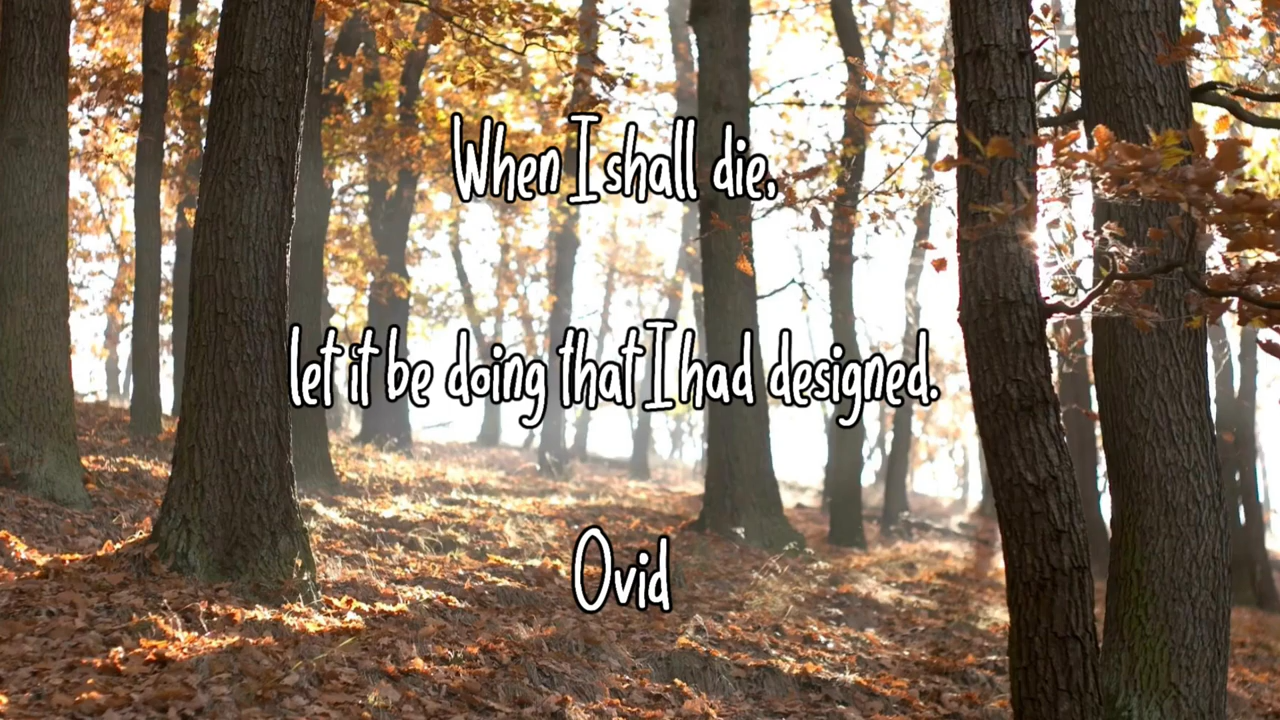 When I shall die,
let it be doing that I had designed.
Ovid